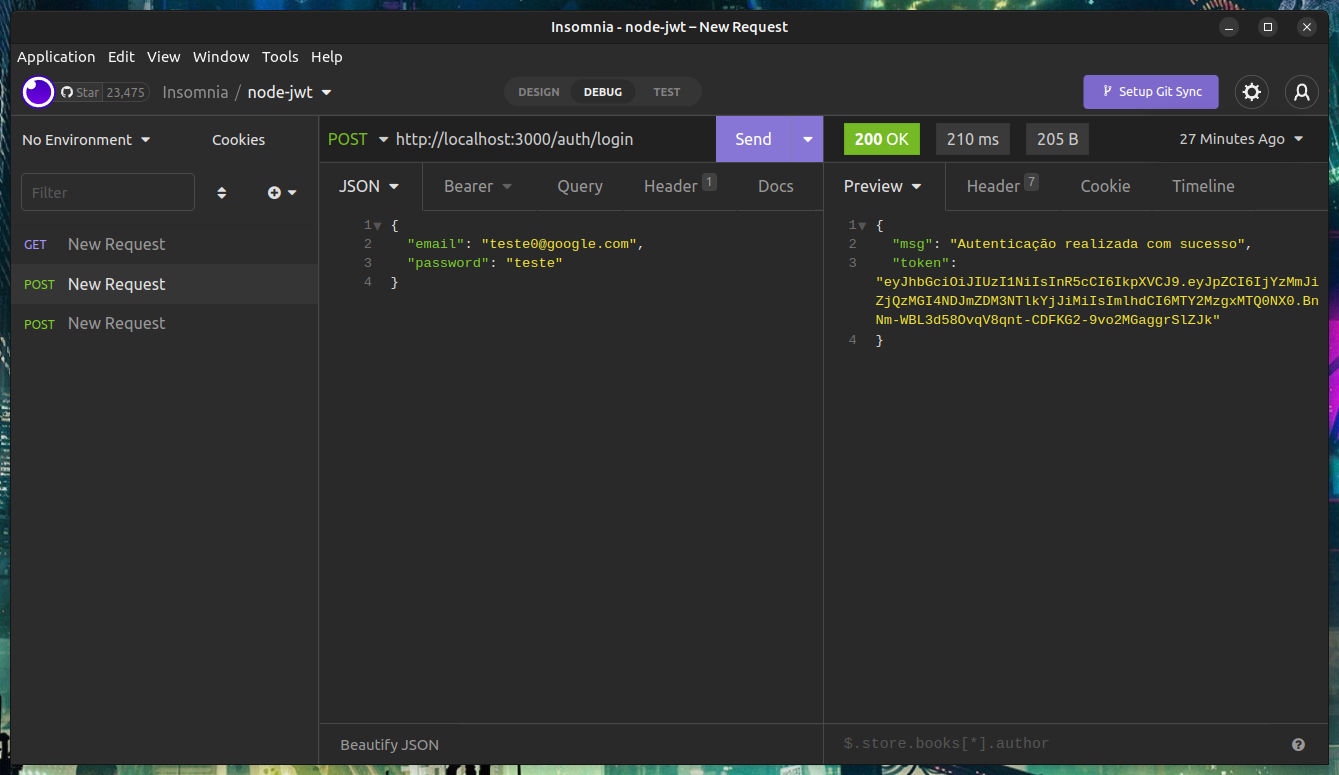 Insomnia - node-jwt – New Request
Application Edit View Window Tools Help
Star 23,475 Insomnia / node-jwt DESIGN DEBUG TEST Setup Git Sync
No Environment Cookies
POST http://localhost:3000/auth/login Send
200 OK 210 ms 205 B 27 Minutes Ago
Filter
JSON Bearer Query Header 1 Docs
Preview Header 7 Cookie Timeline
GET New Request
POST New Request
POST New Request
1 {
2 "email": "teste0@google.com",
3 "password": "teste"
4 }
1 {
2 "msg": "Autenticação realizada com sucesso",
3 "token":
"eyJhbGciOiJIUzI1NiIsInR5cCI6IkpXVCJ9.eyJpZCI6IjYzMmJi
ZjQzMGI4NDJmZDM3NTlkYjJiMiIsImlhdCI6MTY2MzgxMTQ0NX0.Bn
Nm-WBL3d58OvqV8qnt-CDFKG2-9vo2MGaggrSlZJk"
4 }
Beautify JSON
$.store.books[*].author